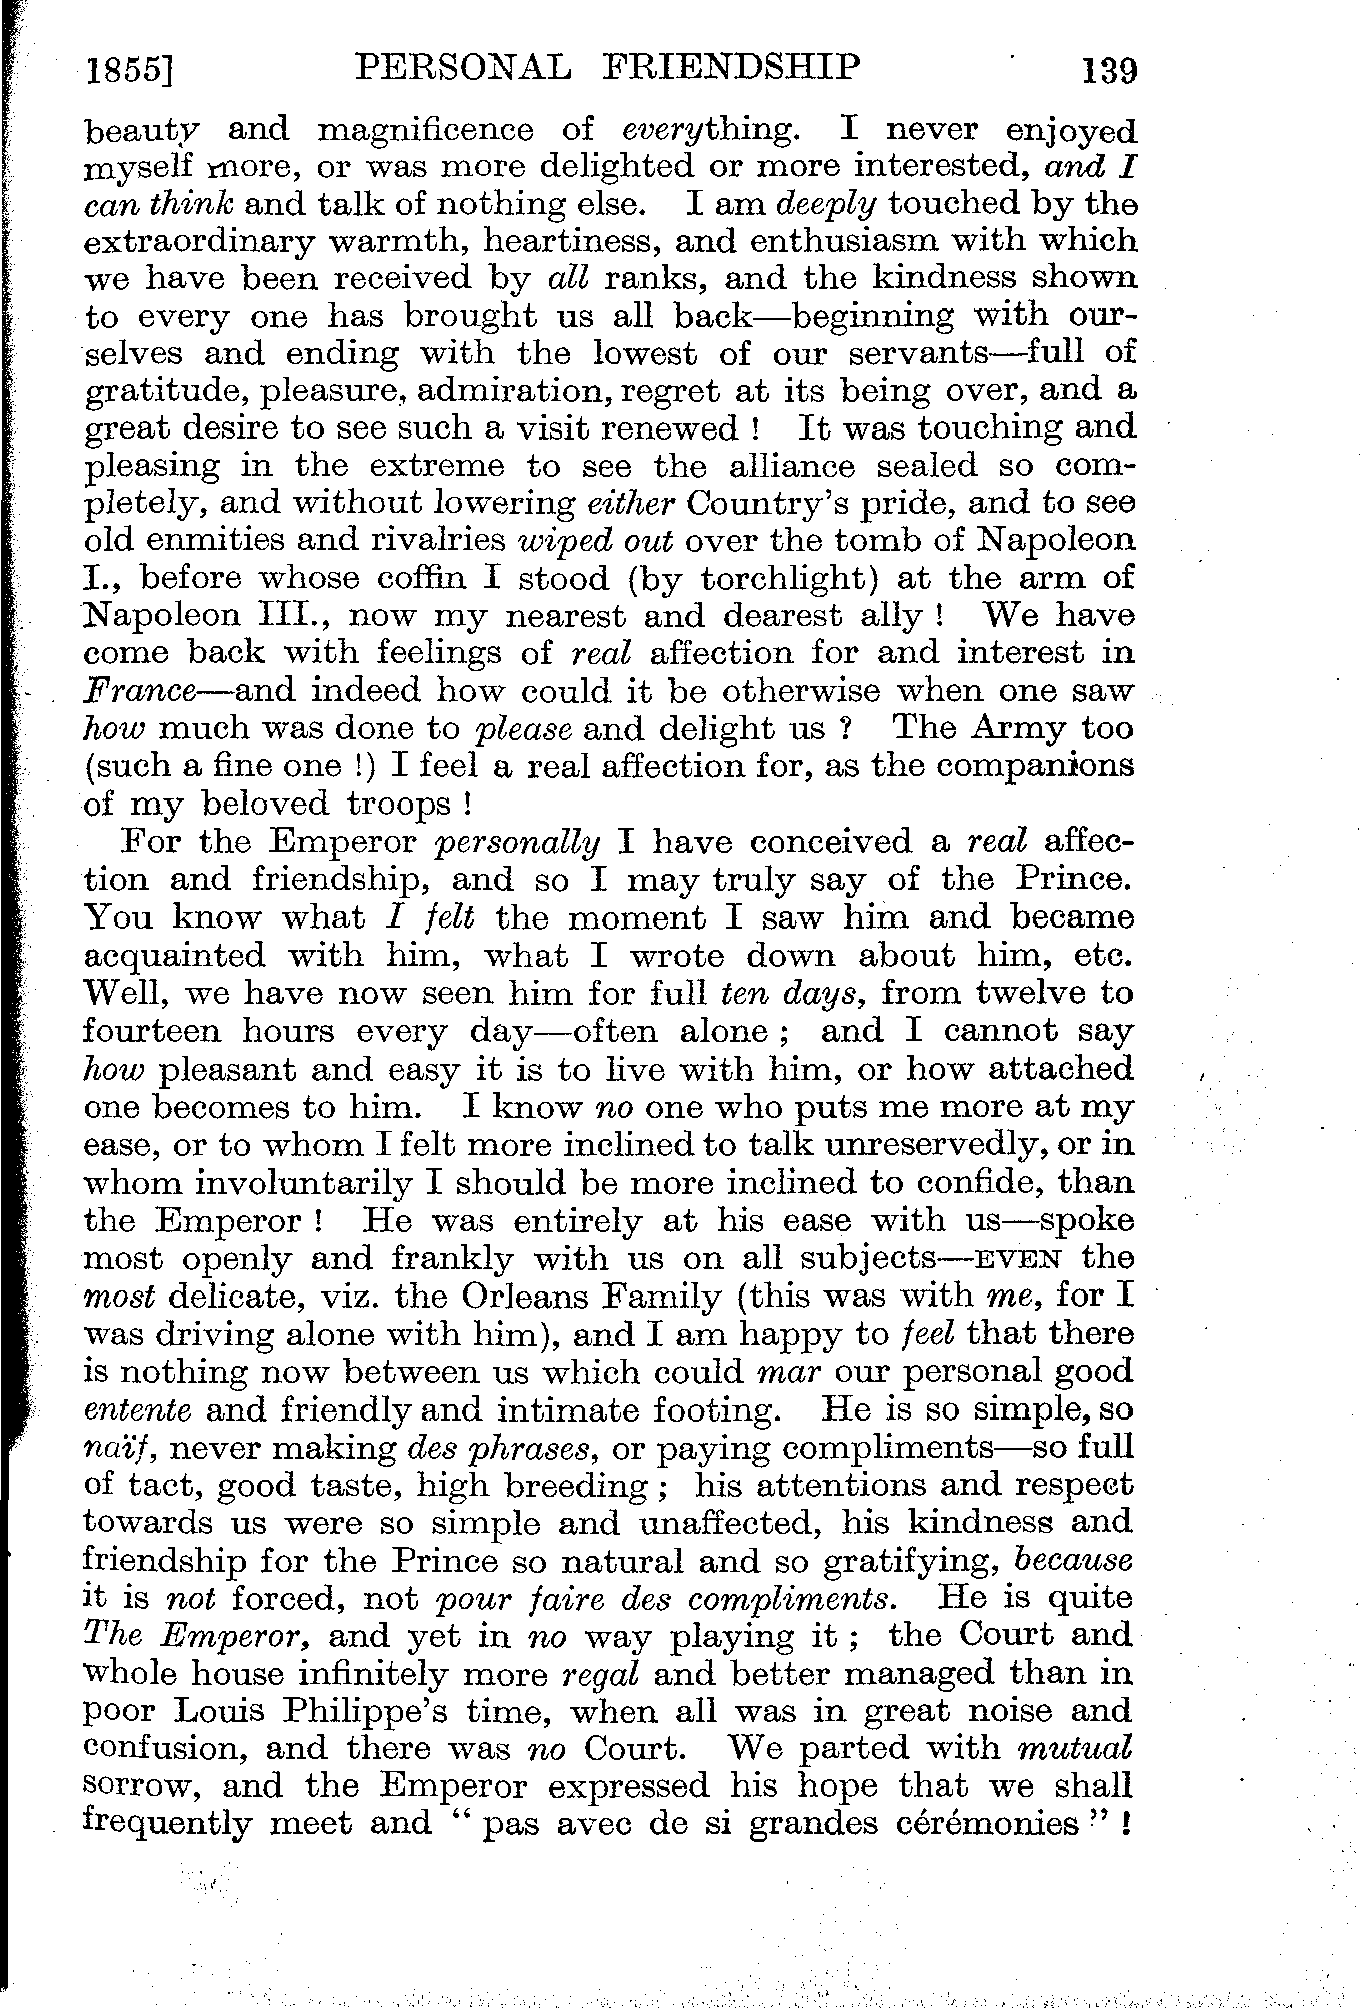 1855] PERSONAL FRIENDSHIP 139
beauty and magnificence of everything. I never enjoyed
myself more, or was more delighted or more interested, and I
can think and talk of nothing else. I am deeply touched by the
extraordinary warmth, heartiness, and enthusiasm with which
we have been received by all ranks, and the kindness shown
to every one has brought us all back—beginning with our-
selves and ending with the lowest of our servants—full of
gratitude, pleasure, admiration, regret at its being over, and a
great desire to see such a visit renewed ! It was touching and
pleasing in the extreme to see the alliance sealed so com-
pletely, and without lowering either Country's pride, and to see
old enmities and rivalries wiped out over the tomb of Napoleon
I., before whose coffin I stood (by torchlight) at the arm of
Napoleon III., now my nearest and dearest ally ! We have
come back with feelings of real affection for and interest in
France—and indeed how could it be otherwise when one saw
how much was done to please and delight us ? The Army too
(such a fine one !) I feel a real affection for, as the companions
of my beloved troops !
For the Emperor personally I have conceived a real affec-
tion and friendship, and so I may truly say of the Prince.
You know what I felt the moment I saw him and became
acquainted with him, what I wrote down about him, etc.
Well, we have now seen him for full ten days, from twelve to
fourteen hours every day—often alone ; and I cannot say
how pleasant and easy it is to live with him, or how attached
one becomes to him. I know no one who puts me more at my
ease, or to whom I felt more inclined to talk unreservedly, or in
whom involuntarily I should be more inclined to confide, than
the Emperor ! He was entirely at his ease with us—spoke
most openly and frankly with us on all subjects—EVEN the
most delicate, viz. the Orleans Family (this was with me, for I
was driving alone with him), and I am happy to feel that there
is nothing now between us which could mar our personal good
entente and friendly and intimate footing. He is so simple, so
naïf, never making des phrases, or paying compliments—so full
of tact, good taste, high breeding ; his attentions and respect
towards us were so simple and unaffected, his kindness and
friendship for the Prince so natural and so gratifying, because
it is not forced, not pour faire des compliments. He is quite
The Emperor, and yet in no way playing it ; the Court and
whole house infinitely more regal and better managed than in
poor Louis Philippe's time, when all was in great noise and
confusion, and there was no Court. We parted with mutual
sorrow, and the Emperor expressed his hope that we shall
frequently meet and “ pas avec de si grandes cérémonies ” !